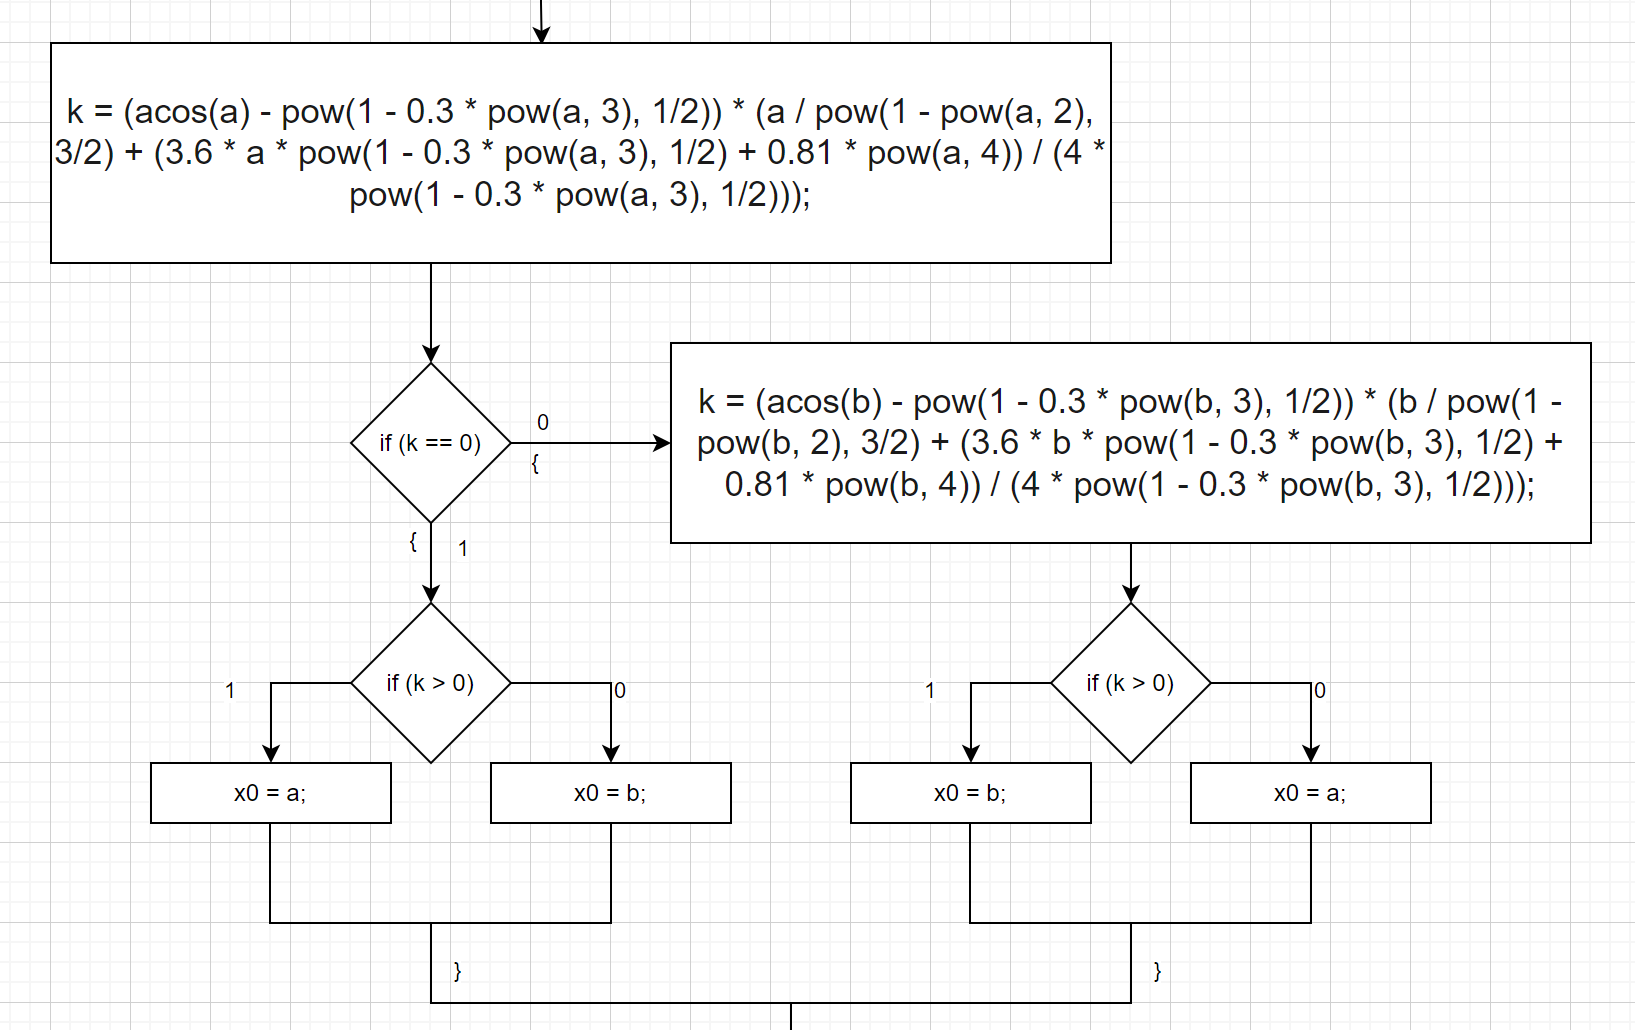 k = (acos(a) - pow(1 - 0.3 * pow(a, 3), 1/2)) * (a / pow(1 - pow(a, 2),
3/2) + (3.6 * a * pow(1 - 0.3 * pow(a, 3), 1/2) + 0.81 * pow(a, 4)) / (4 *
pow(1 - 0.3 * pow(a, 3), 1/2)));
if (k == 0)
0
{
k = (acos(b) - pow(1 - 0.3 * pow(b, 3), 1/2)) * (b / pow(1 -
pow(b, 2), 3/2) + (3.6 * b * pow(1 - 0.3 * pow(b, 3), 1/2) +
0.81 * pow(b, 4)) / (4 * pow(1 - 0.3 * pow(b, 3), 1/2)));
{
1
if (k > 0)
1
0
x0 = a;
x0 = b;
}
if (k > 0)
1
0
x0 = b;
x0 = a;
}